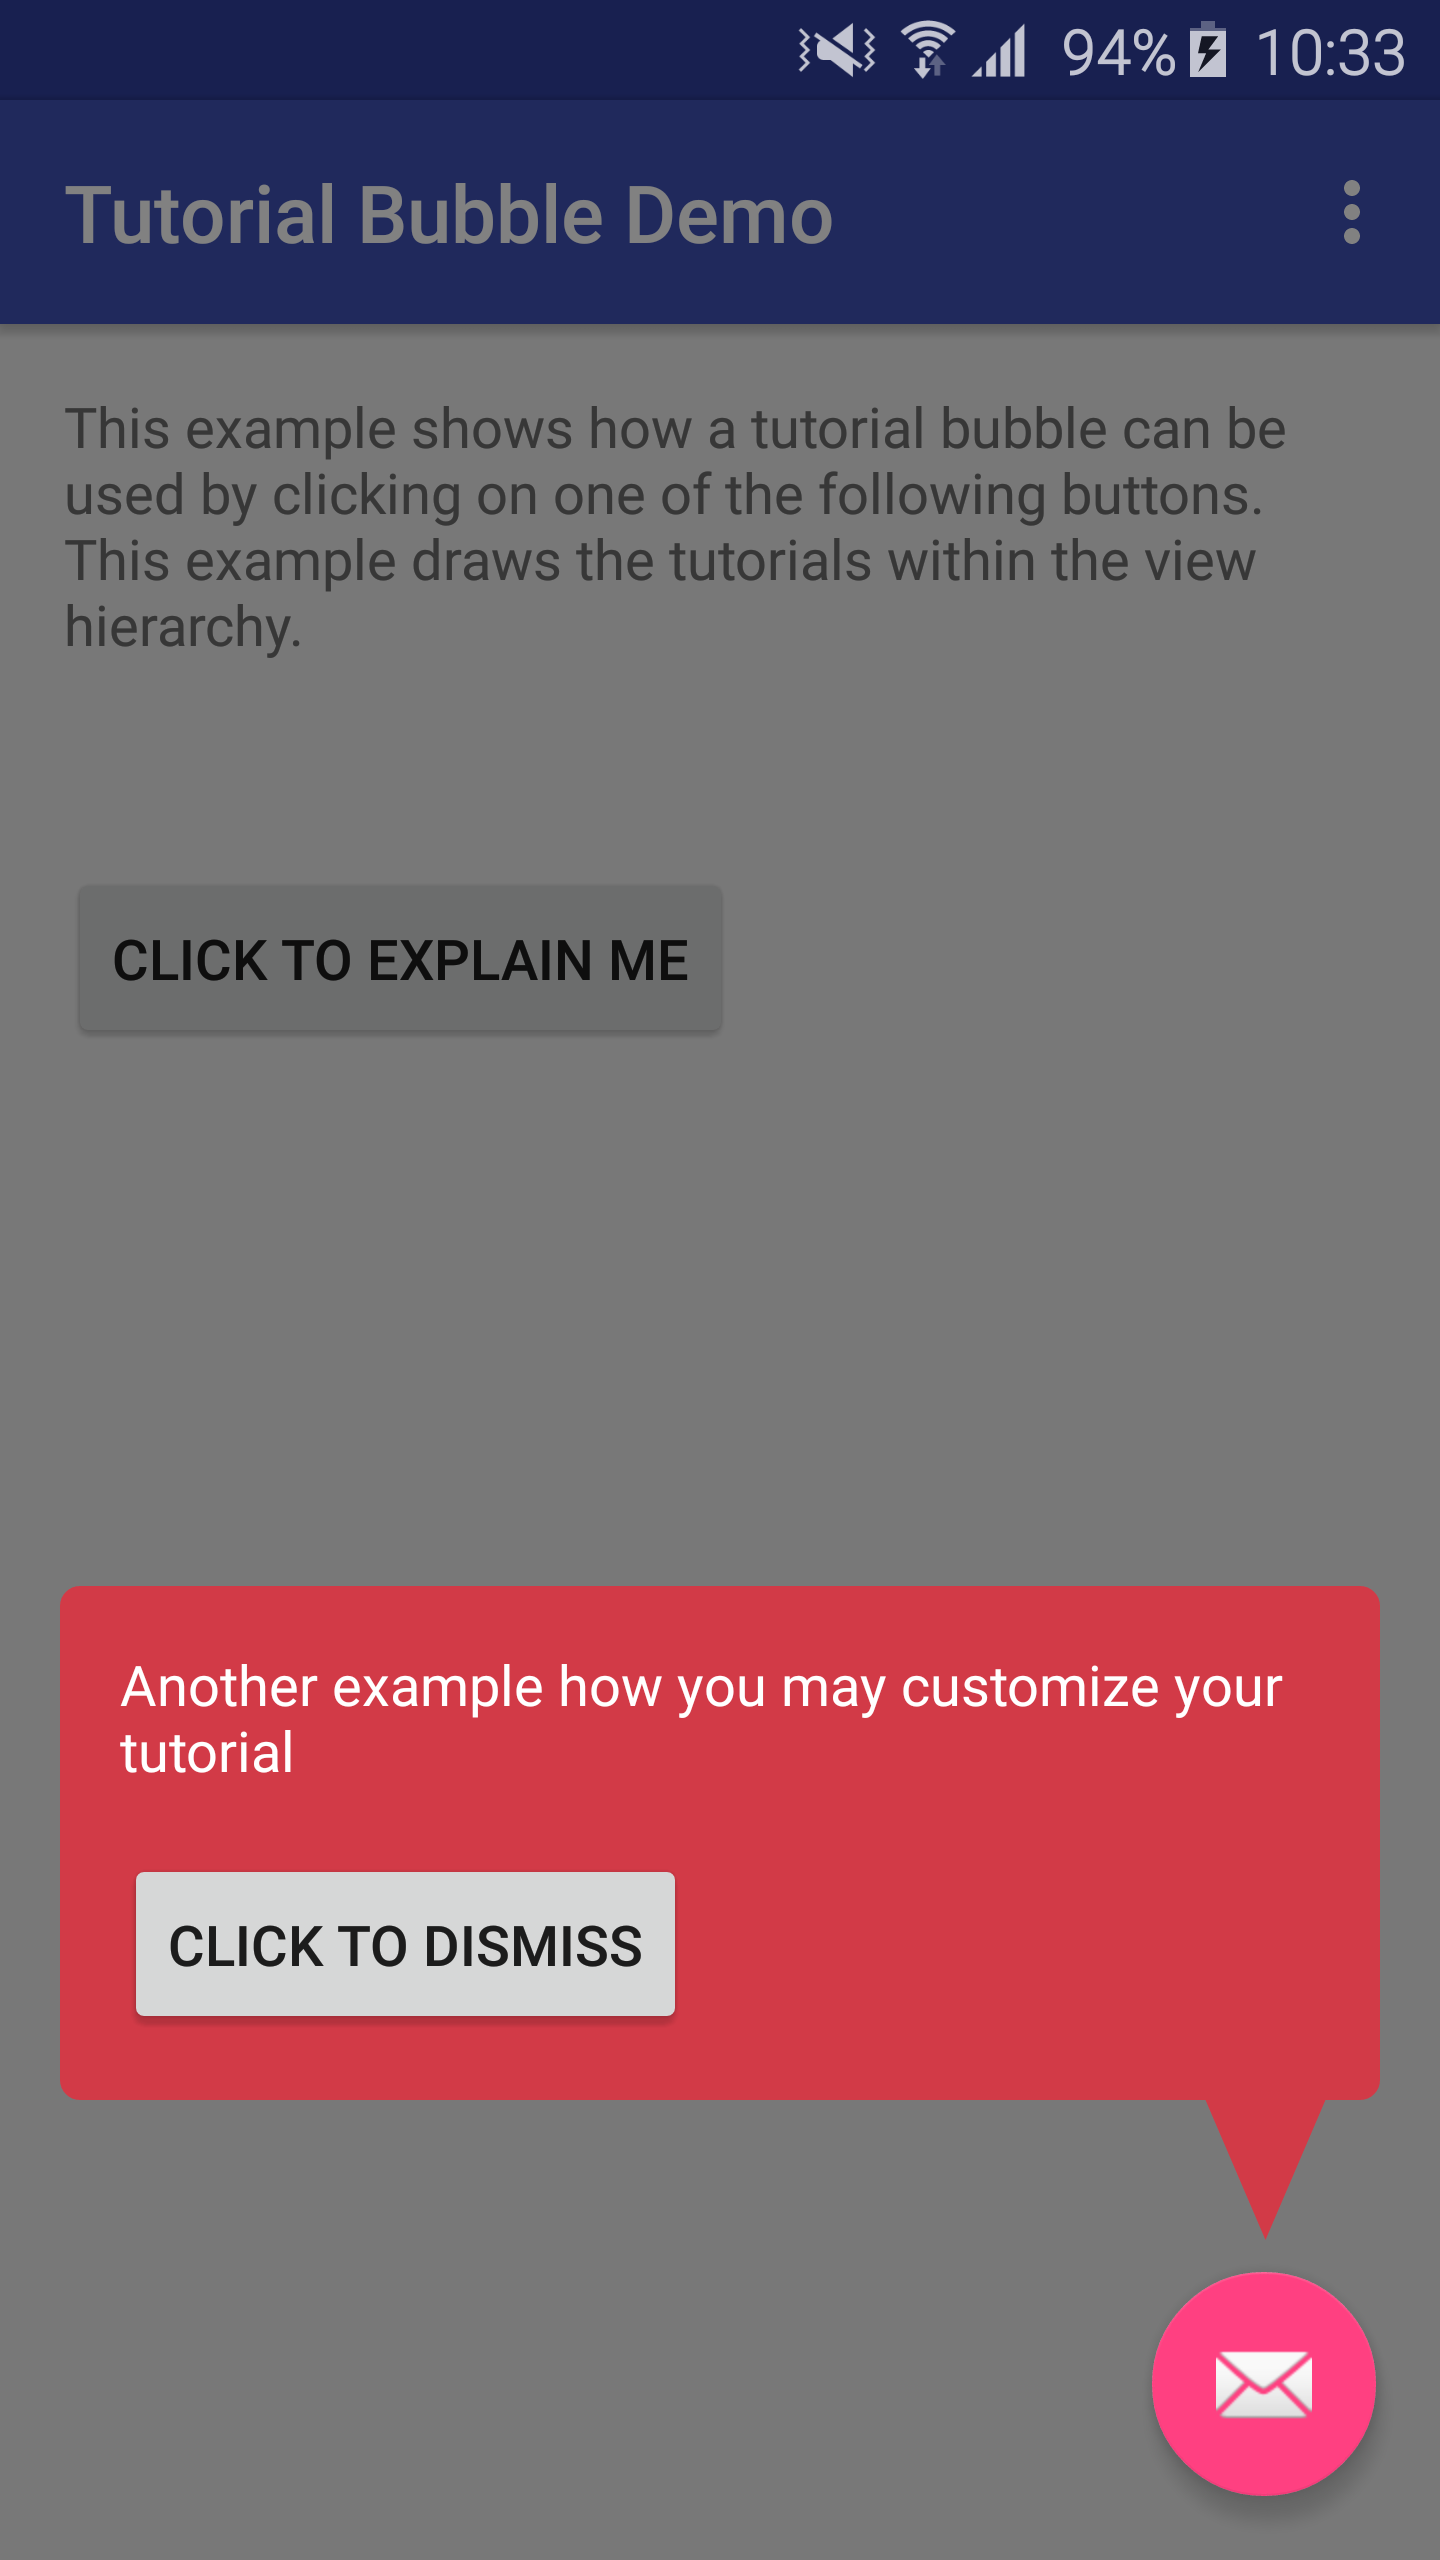 94% 10:33
Tutorial Bubble Demo
This example shows how a tutorial bubble can be
used by clicking on one of the following buttons.
This example draws the tutorials within the view
hierarchy.
CLICK TO EXPLAIN ME
Another example how you may customize your
tutorial
CLICK TO DISMISS